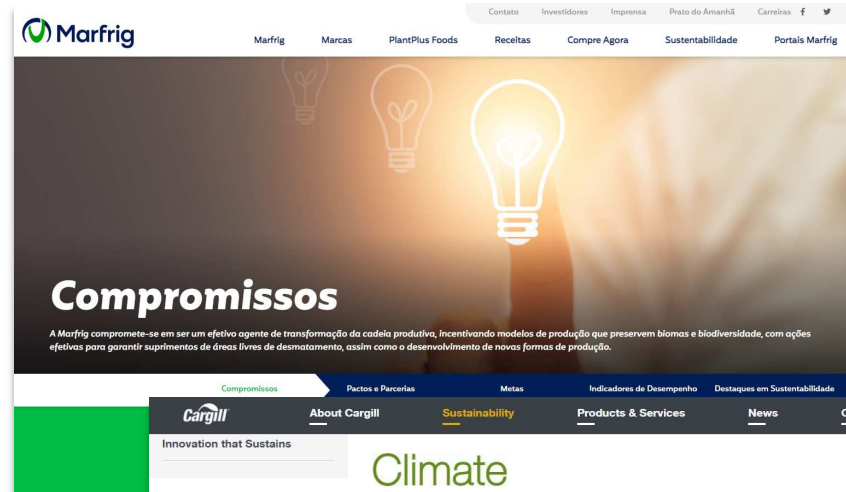 Contato Investidores Imprensa Prato do Amanhã Carreiras
Marfrig
Marfrig Marcas PlantPlus Foods Receitas Compre Agora Sustentabilidade Portais Marfrig
Compromissos
A Marfrig compromete-se em ser um efetivo agente de transformação da cadeia produtiva, incentivando modelos de produção que preservem biomas e biodiversidade, com ações
efetivas para garantir suprimentos de áreas livres de desmatamento, assim como o desenvolvimento de novas formas de produção.
Compromissos Pactos e Parcerias Metas Indicadores de Desempenho Destaques em Sustentabilidade
Cargill About Cargill Sustainability Products & Services News
Innovation that Sustains
Climate